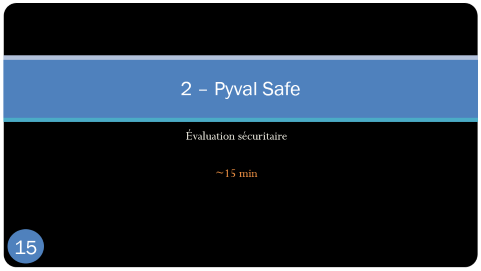 2 – Pyval Safe
Évaluation sécuritaire
~15 min
15